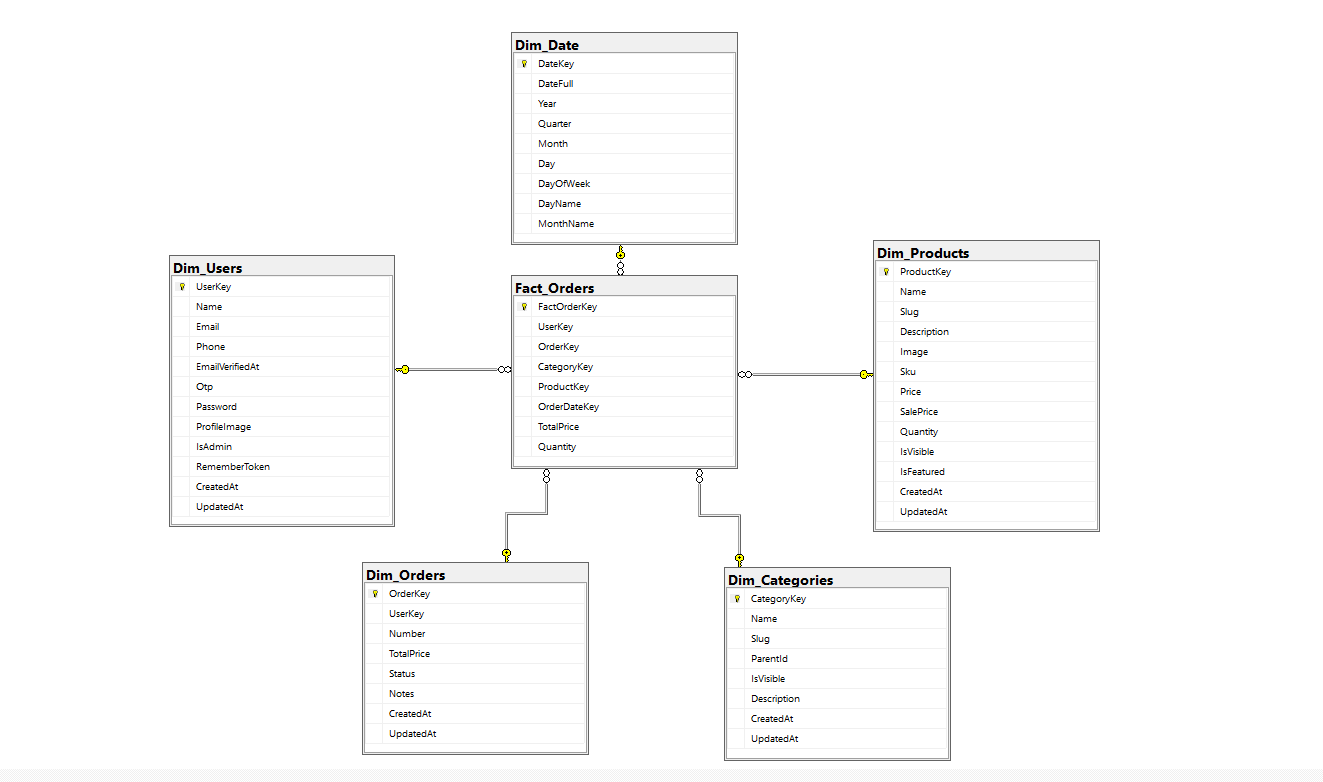 Dim_Date
DateKey
DateFull
Year
Quarter
Month
Day
DayOfWeek
DayName
MonthName
Dim_Users
UserKey
Name
Email
Phone
EmailVerifiedAt
Otp
Password
ProfileImage
IsAdmin
RememberToken
CreatedAt
UpdatedAt
Fact_Orders
FactOrderKey
UserKey
OrderKey
CategoryKey
ProductKey
OrderDateKey
TotalPrice
Quantity
Dim_Products
ProductKey
Name
Slug
Description
Image
Sku
Price
SalePrice
Quantity
IsVisible
IsFeatured
CreatedAt
UpdatedAt
Dim_Orders
OrderKey
UserKey
Number
TotalPrice
Status
Notes
CreatedAt
UpdatedAt
Dim_Categories
CategoryKey
Name
Slug
ParentId
IsVisible
Description
CreatedAt
UpdatedAt